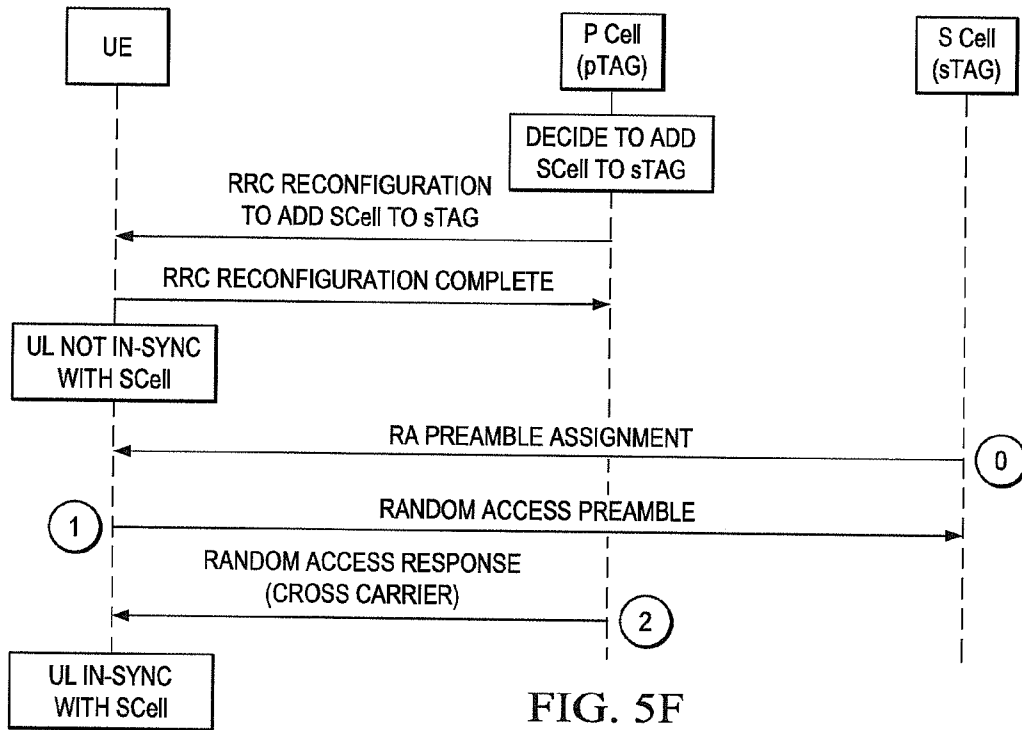 UE
P Cell
(pTAG)
S Cell
(sTAG)
DECIDE TO ADD
SCell TO sTAG
RRC RECONFIGURATION
TO ADD SCell TO sTAG
RRC RECONFIGURATION COMPLETE
UL NOT IN-SYNC
WITH SCell
RA PREAMBLE ASSIGNMENT
0
1
RANDOM ACCESS PREAMBLE
RANDOM ACCESS RESPONSE
(CROSS CARRIER)
2
UL IN-SYNC
WITH SCell
FIG. 5F